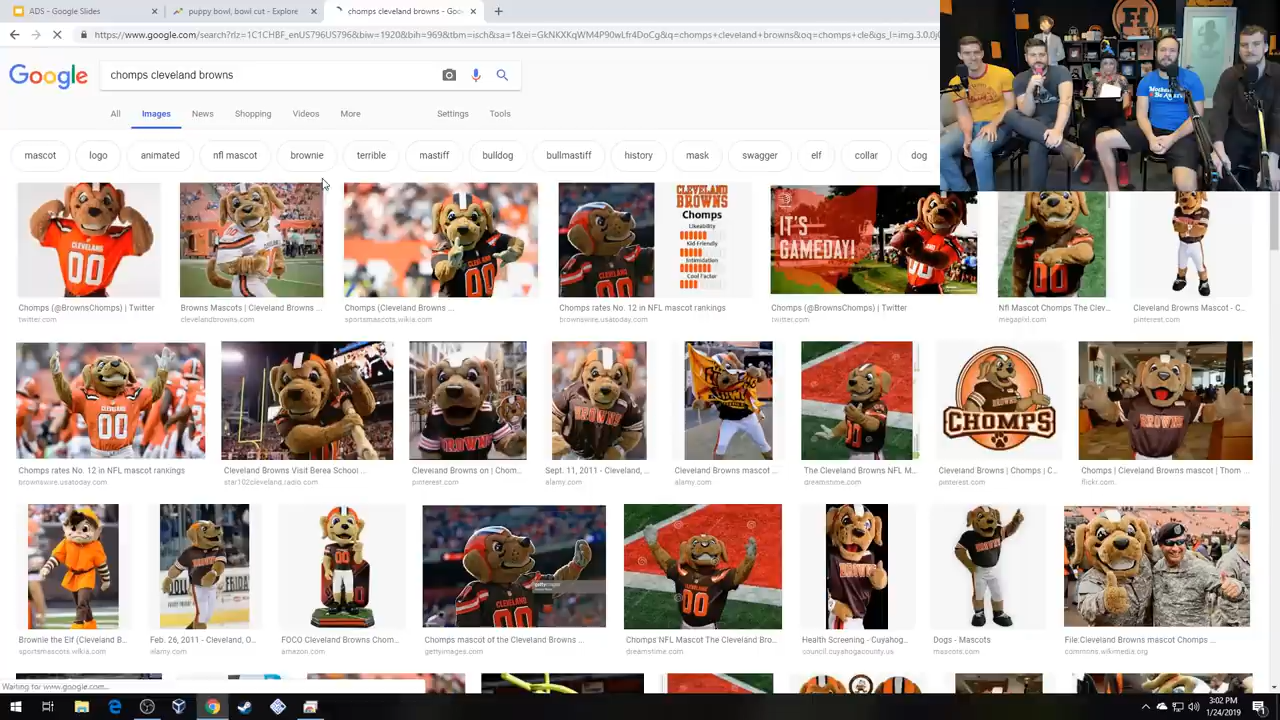 ADS - Google Slides
puppy bowl, bowl cut - Explore
chomps cleveland browns - Goo
https://www.google.com/search?rlz=1C1CHBF_enUS796US796&biw=1920&bih=969&tbm=isch&sa=1&ei=
Google
chomps cleveland browns
All Images News Shopping Videos More Settings Tools
mascot logo animated nfl mascot brownie terrible mastiff bulldog bullmastiff history mask swagger elf collar dog
CLEVELAND
00
CLEVELAND BROWNS
Chomps
Likeability
Kid Friendly
Intimidation
Cool Factor
IT'S
GAMEDAY!
Chomps (@BrownsChomps) | Twitter
twitter.com
Browns Mascots | Cleveland Browns ...
clevelandbrowns.com
Chomps (Cleveland Browns ...
sportsmascots.wikia.com
Chomps rates No. 12 in NFL mascot rankings
brownswire.usatoday.com
Chomps (@BrownsChomps) | Twitter
twitter.com
Nfl Mascot Chomps The Clev...
megapixl.com
Cleveland Browns Mascot - C...
pinterest.com
CLEVELAND
00
BROWNS
BROWNS
CHOMPS
BROWNS
Chomps rates No. 12 in NFL mascot rankings
brownswire.usatoday.com
Cleveland Browns Visit Berea School ...
star102cleveland.radio.com
Cleveland Browns on | Chom...
pinterest.com
Sept. 11, 2011 - Cleveland, ...
alamy.com
Cleveland Browns mascot ...
alamy.com
The Cleveland Browns NFL M...
dreamstime.com
Cleveland Browns | Chomps | C...
pinterest.com
Chomps | Cleveland Browns mascot | Thom ...
flickr.com
BROWNS
00
CLEVELAND
00
CLEVELAND
00
BROWNS
BROWNS
Brownie the Elf (Cleveland B...
sportsmascots.wikia.com
Feb. 26, 2011 - Cleveland, O...
alamy.com
FOCO Cleveland Browns Chom...
amazon.com
Chomps mascot of the Cleveland Browns ...
gettyimages.com
Chomps NFL Mascot The Cleveland Bro...
dreamstime.com
Health Screening - Cuyahog...
council.cuyahogacounty.us
Dogs - Mascots
maxrors.com
File:Cleveland Browns mascot Chomps ...
commons.wikimedia.org
Waiting for www.google.com...
3:02 PM
1/24/2019